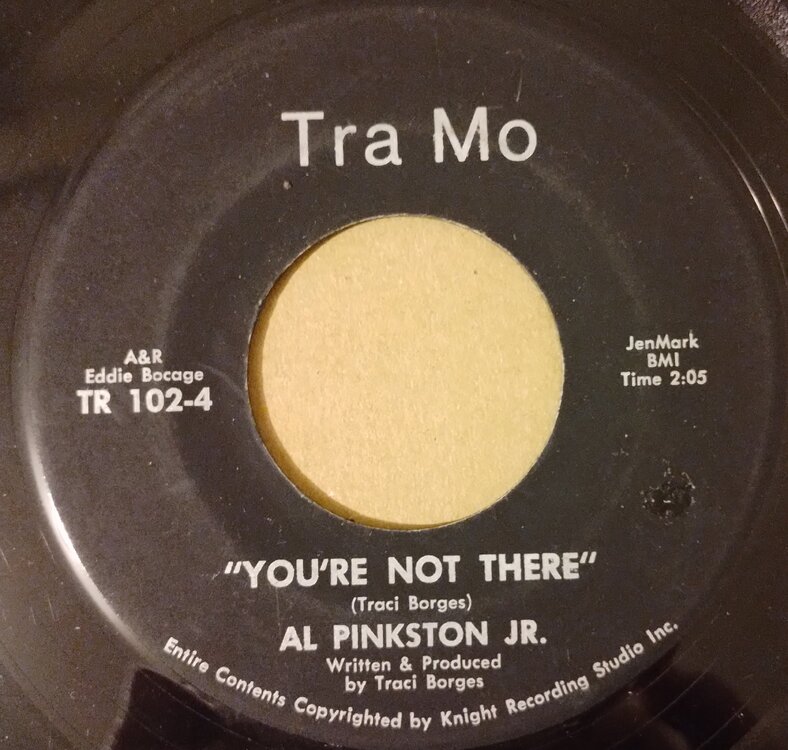 Tra Mo
A&R
Eddie Bocage
TR 102-4
JenMark
BMI
Time 2:05
"YOU'RE NOT THERE"
(Traci Borges)
AL PINKSTON JR.
Written & Produced
by Traci Borges
Entire Contents Copyrighted by Knight Recording Studio Inc.